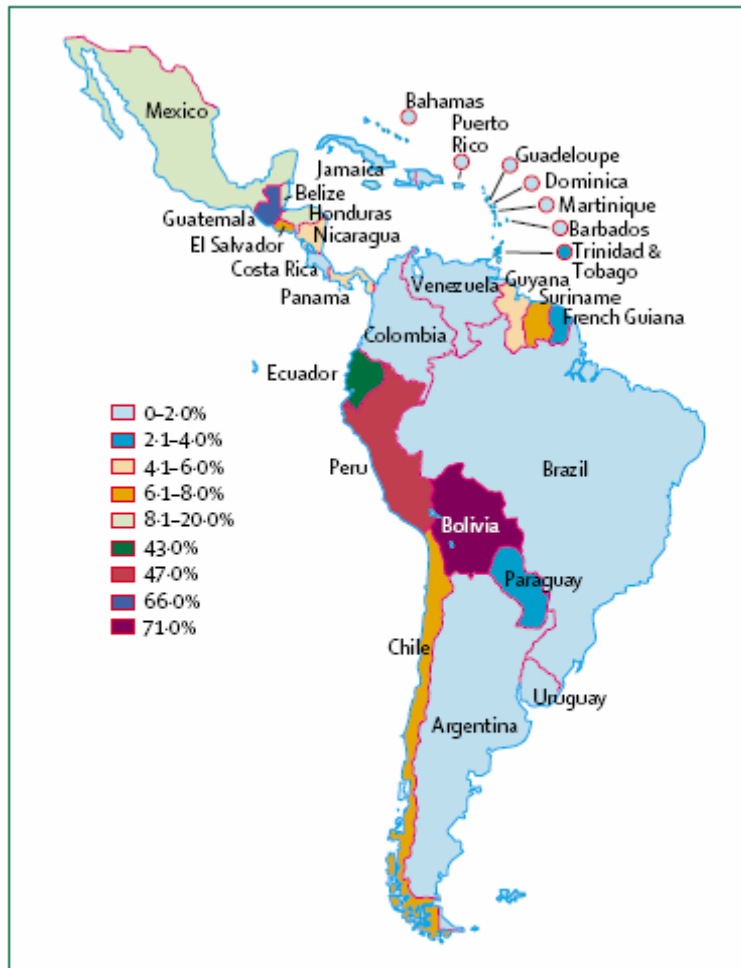 Mexico
Bahamas
Puerto
Rico
Guadeloupe
Dominica
Martinique
Barbados
Trinidad &
Tobago
Jamaica
Belize
Guatemala
Honduras
El Salvador
Nicaragua
Costa Rica
Panama
Venezuela
Guyana
Suriname
French Guiana
Colombia
Ecuador
0–2·0%
2·1–4·0%
4·1–6·0%
6·1–8·0%
8·1–20·0%
43·0%
47·0%
66·0%
71·0%
Peru
Brazil
Bolivia
Paraguay
Chile
Uruguay
Argentina